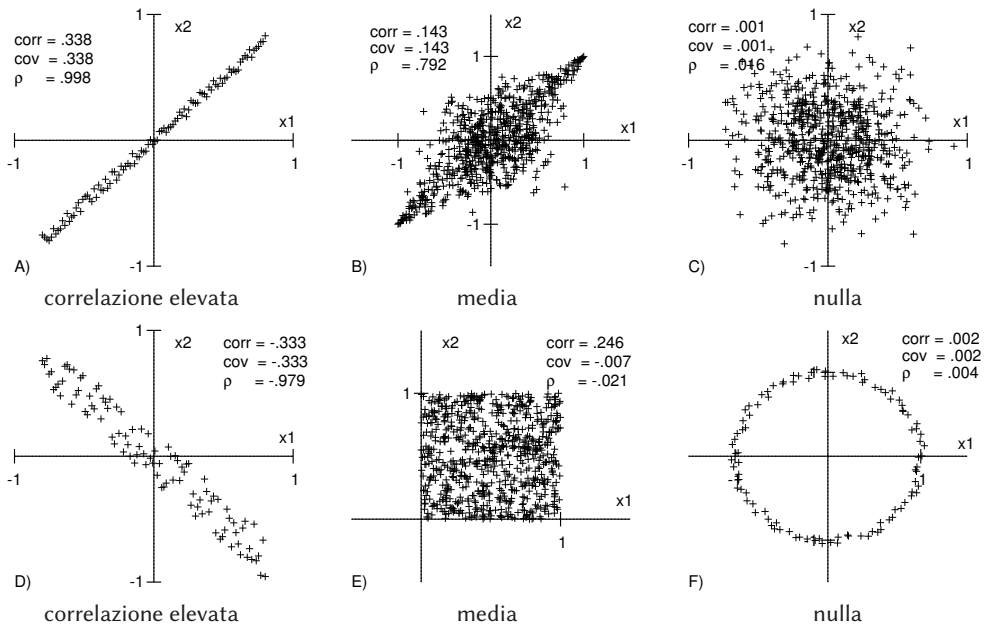 1
x2
corr = .338
cov = .338
ρ = .998
x1
-1
1
-1
A)
correlazione elevata
x2
corr = .143
cov = .143
ρ = .792
1
x1
-1
1
-1
B)
media
1
x2
corr = .001
cov = .001
ρ = .016
x1
-1
1
-1
C)
nulla
1
x2
corr = -.333
cov = -.333
ρ = -.979
x1
-1
1
-1
D)
correlazione elevata
x2
corr = .246
cov = -.007
ρ = -.021
1
x1
1
E)
media
x2
corr = .002
cov = .002
ρ = .004
x1
-1
1
F)
nulla